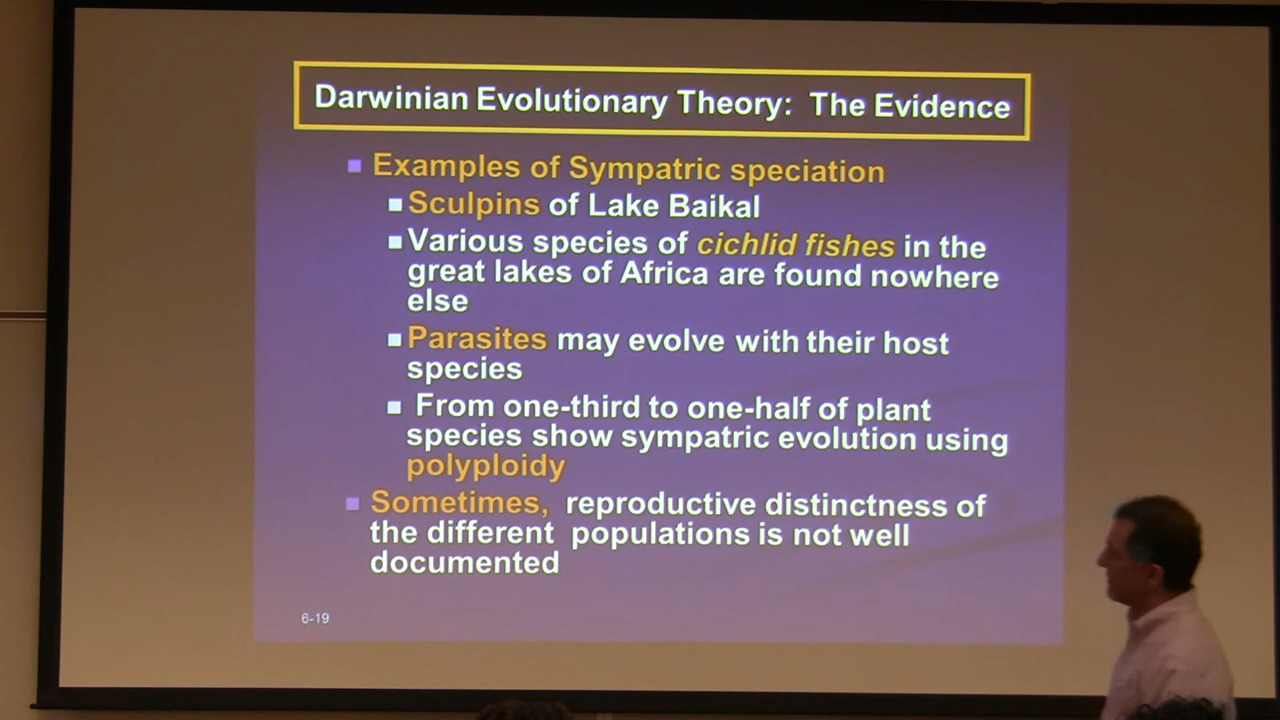 Darwinian Evolutionary Theory: The Evidence
Examples of Sympatric speciation
Sculpins of Lake Baikal
Various species of cichlid fishes in the
great lakes of Africa are found nowhere
else
Parasites may evolve with their host
species
From one-third to one-half of plant
species show sympatric evolution using
polyploidy
Sometimes, reproductive distinctness of
the different populations is not well
documented
6-19